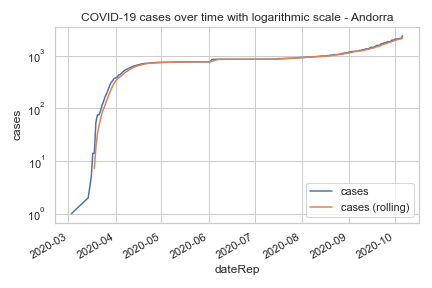 COVID-19 cases over time with logarithmic scale - Andorra
cases
10³
10²
10¹
10⁰
2020-03
2020-04
2020-05
2020-06
2020-07
2020-08
2020-09
2020-10
dateRep
cases
cases (rolling)